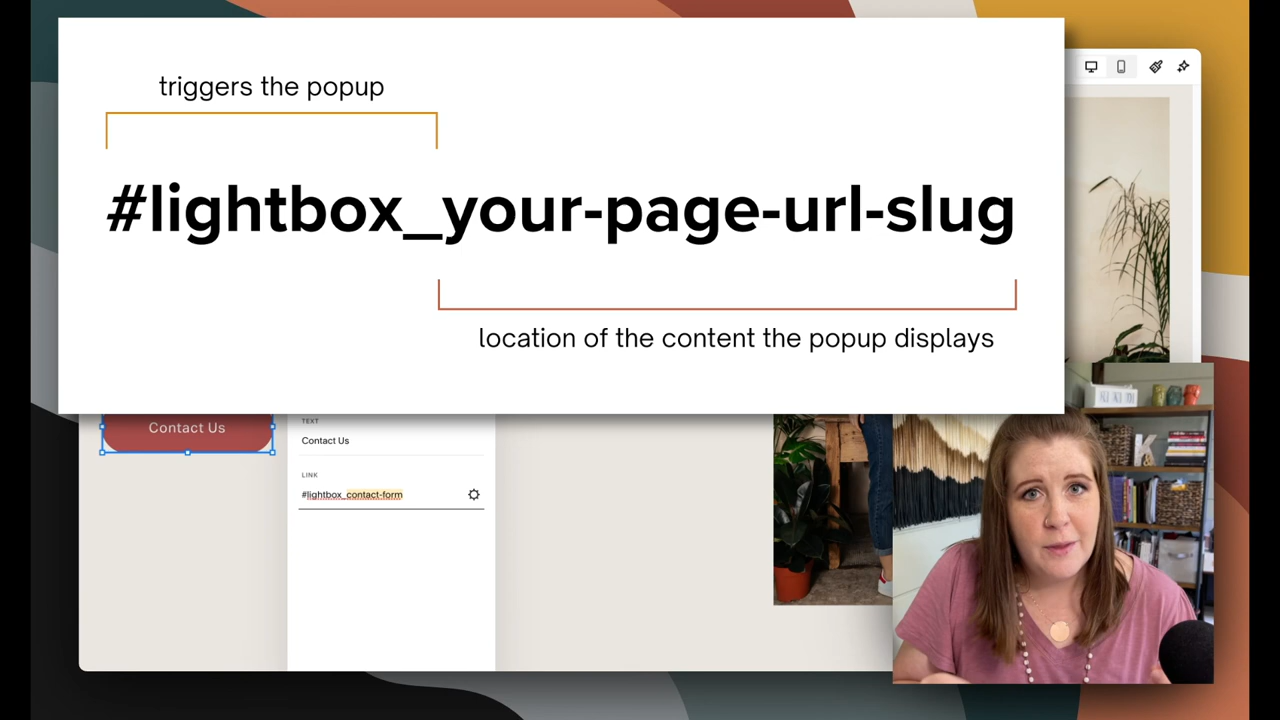 triggers the popup
#lightbox_your-page-url-slug
location of the content the popup displays
Contact Us
TEXT
Contact Us
LINK
#lightbox_contact-form
K